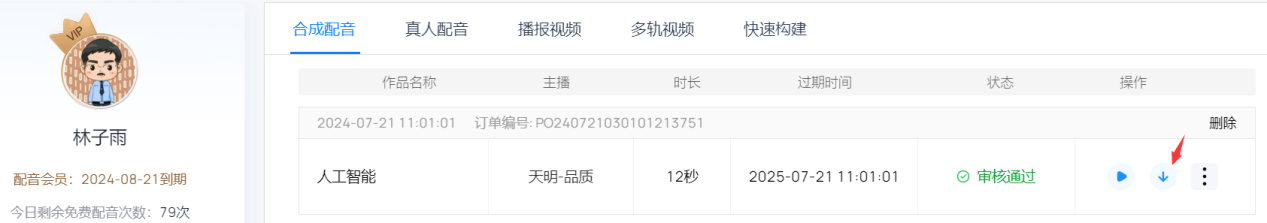 VIP
林子雨
配音会员：2024-08-21到期
今日剩余免费配音次数：79次
合成配音 真人配音 播报视频 多轨视频 快速构建
作品名称 主播 时长 过期时间 状态 操作
2024-07-21 11:01:01 订单编号: PO240721030101213751 删除
人工智能 天明-品质 12秒 2025-07-21 11:01:01 审核通过